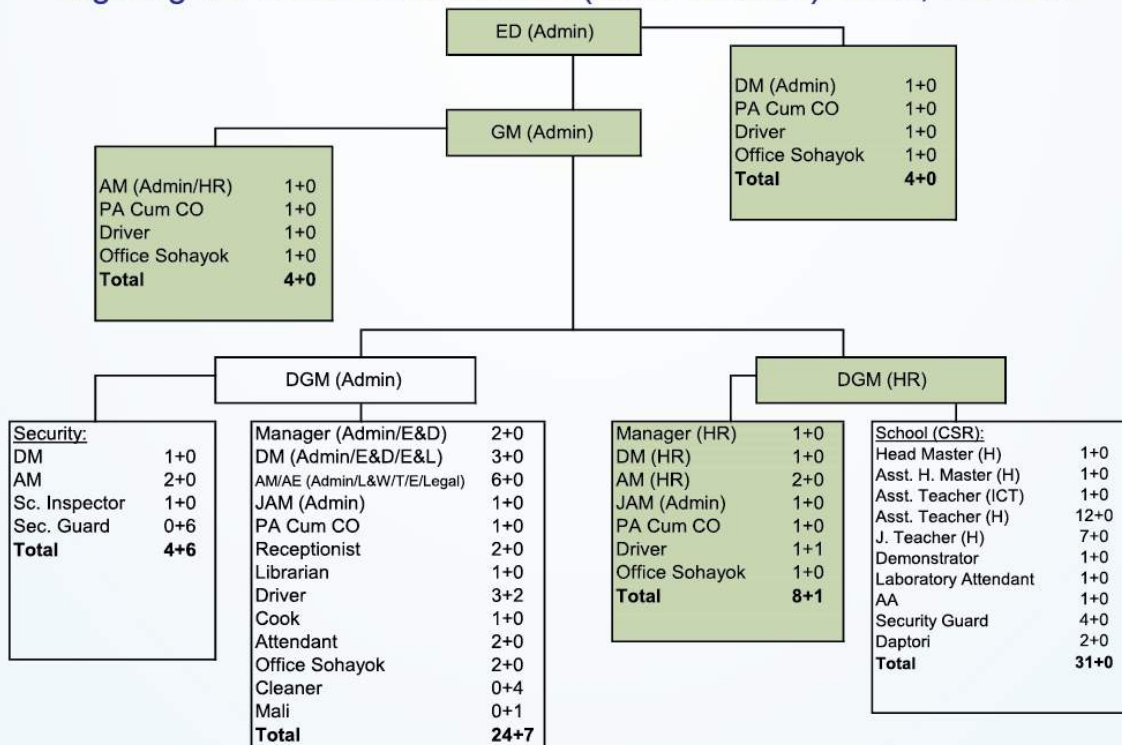 ED (Admin)
DM (Admin) 1+0
PA Cum CO 1+0
Driver 1+0
Office Sohayok 1+0
Total 4+0
GM (Admin)
AM (Admin/HR) 1+0
PA Cum CO 1+0
Driver 1+0
Office Sohayok 1+0
Total 4+0
DGM (Admin)
DGM (HR)
Security:
DM 1+0
AM 2+0
Sc. Inspector 1+0
Sec. Guard 0+6
Total 4+6
Manager (Admin/E&D) 2+0
DM (Admin/E&D/E&L) 3+0
AM/AE (Admin/L&W/T/E/Legal) 6+0
JAM (Admin) 1+0
PA Cum CO 1+0
Receptionist 2+0
Librarian 1+0
Driver 3+2
Cook 1+0
Attendant 2+0
Office Sohayok 2+0
Cleaner 0+4
Mali 0+1
Total 24+7
Manager (HR) 1+0
DM (HR) 1+0
AM (HR) 2+0
JAM (Admin) 1+0
PA Cum CO 1+0
Driver 1+1
Office Sohayok 1+0
Total 8+1
School (CSR):
Head Master (H) 1+0
Asst. H. Master (H) 1+0
Asst. Teacher (ICT) 1+0
Asst. Teacher (H) 12+0
J. Teacher (H) 7+0
Demonstrator 1+0
Laboratory Attendant 1+0
AA 1+0
Security Guard 4+0
Daptori 2+0
Total 31+0